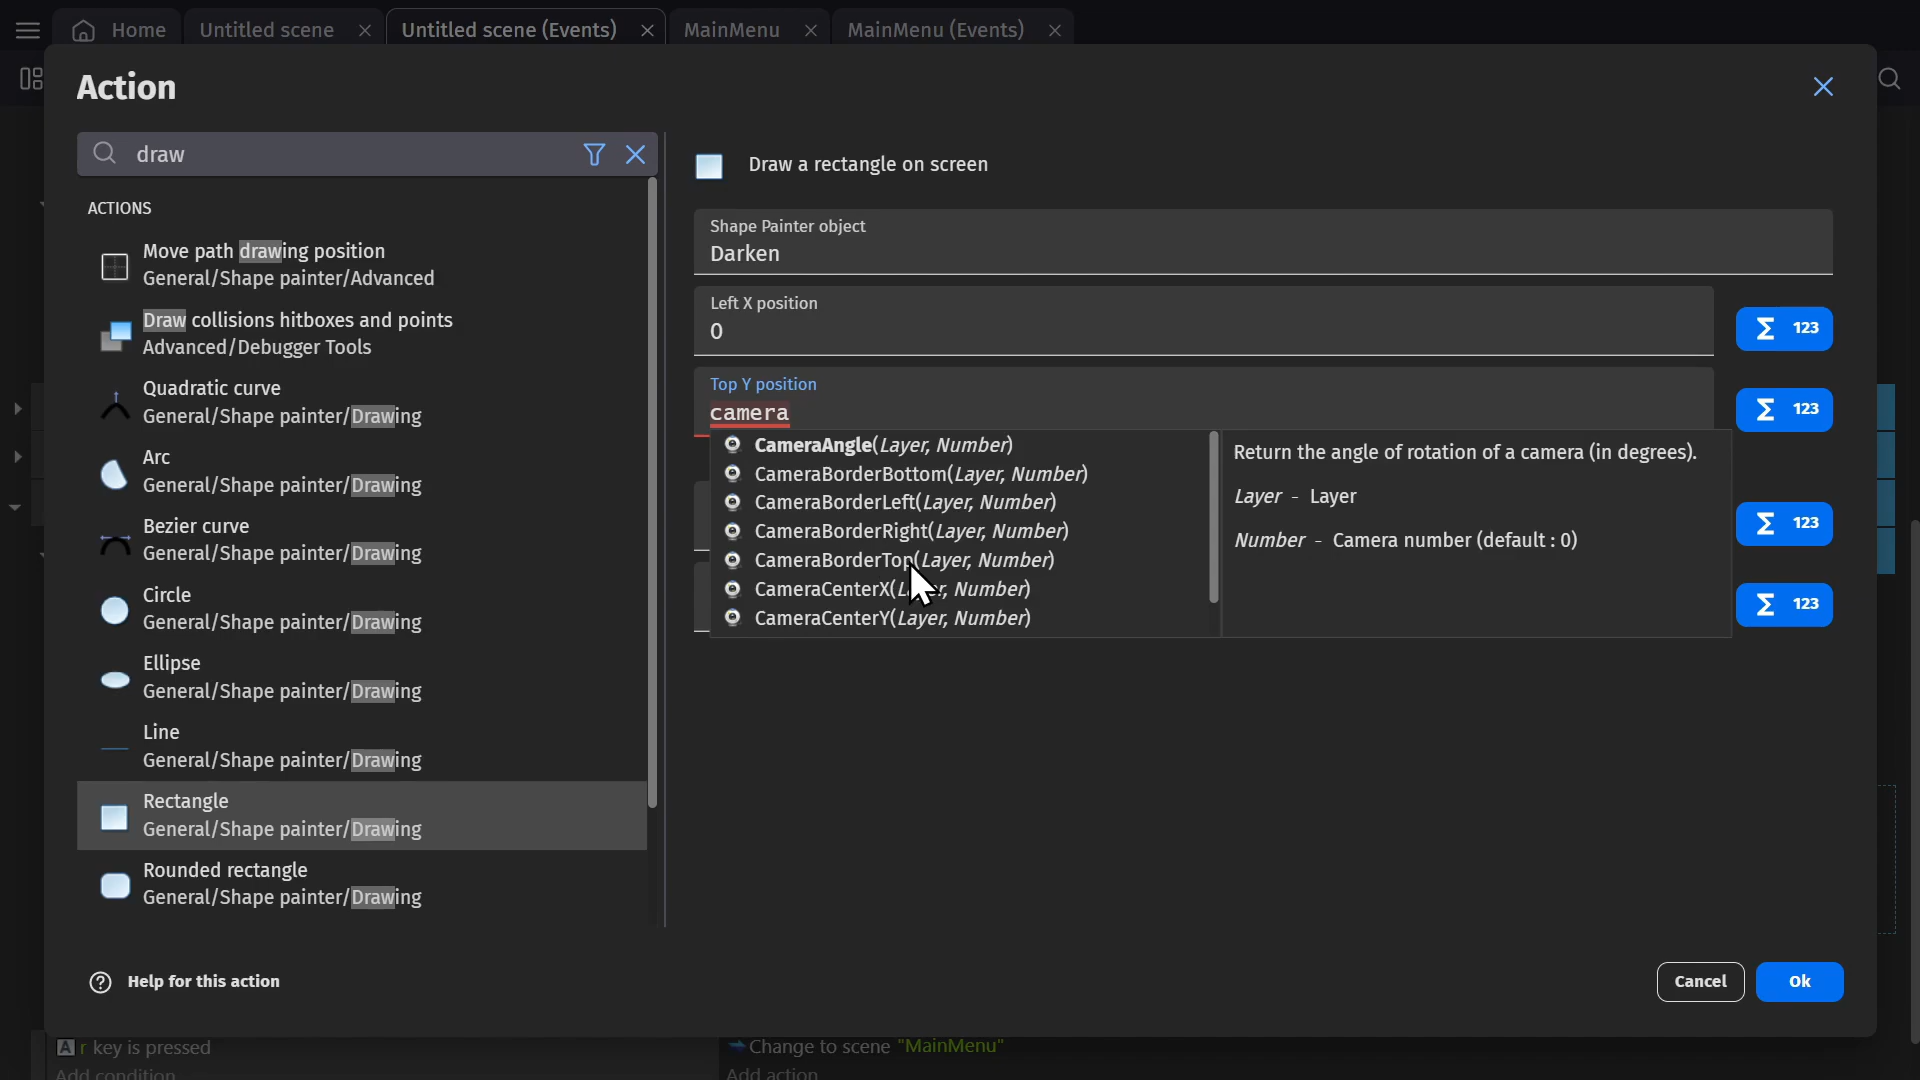 Home
Untitled scene
Untitled scene (Events)
MainMenu
MainMenu (Events)
Action
draw
ACTIONS
Move path drawing position
General/Shape painter/Advanced
Draw collisions hitboxes and points
Advanced/Debugger Tools
Quadratic curve
General/Shape painter/Drawing
Arc
General/Shape painter/Drawing
Bezier curve
General/Shape painter/Drawing
Circle
General/Shape painter/Drawing
Ellipse
General/Shape painter/Drawing
Line
General/Shape painter/Drawing
Rectangle
General/Shape painter/Drawing
Rounded rectangle
General/Shape painter/Drawing
Help for this action
Draw a rectangle on screen
Shape Painter object
Darken
Left X position
0
Σ 123
Top Y position
camera
Σ 123
CameraAngle(Layer, Number)
CameraBorderBottom(Layer, Number)
CameraBorderLeft(Layer, Number)
CameraBorderRight(Layer, Number)
CameraBorderTop(Layer, Number)
CameraCenterX(Layer, Number)
CameraCenterY(Layer, Number)
Return the angle of rotation of a camera (in degrees).
Layer - Layer
Number - Camera number (default : 0)
Σ 123
Σ 123
Cancel
Ok
A r key is pressed
Change to scene "MainMenu"
Add condition
Add action